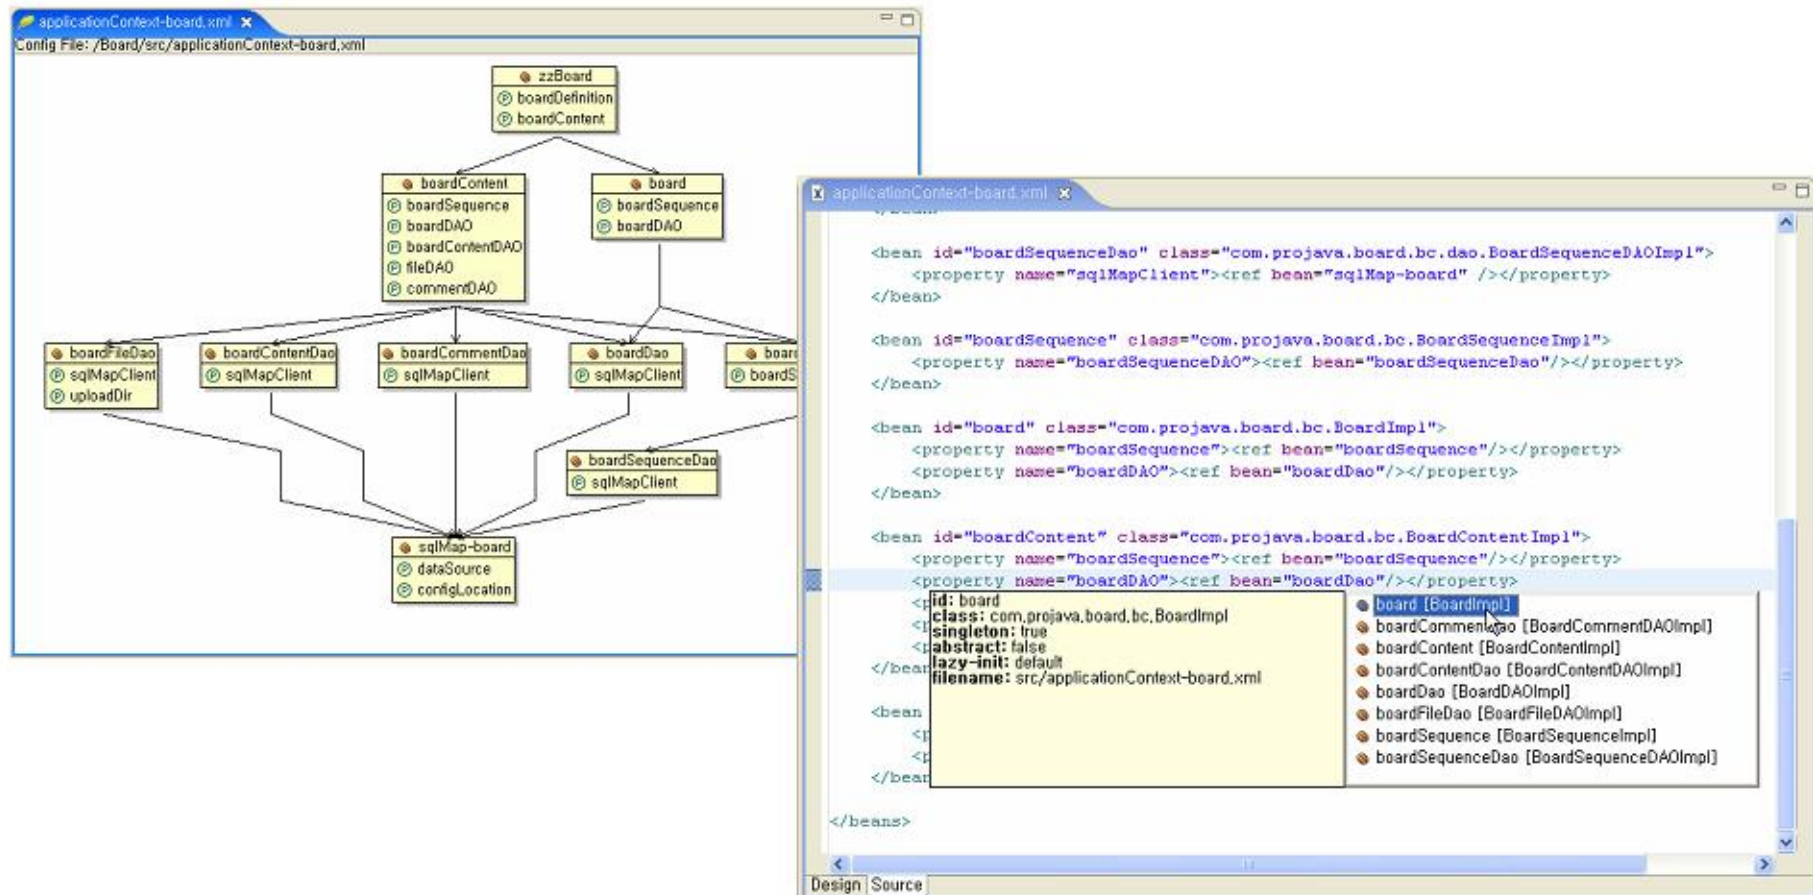 applicationContext-board.xml
Config File: /Board/src/applicationContext-board.xml
zzBoard
boardDefinition
boardContent
boardContent
boardSequence
boardDAO
boardContentDAO
fileDAO
commentDAO
board
boardSequence
boardDAO
boardFileDao
sqlMapClient
uploadDir
boardContentDao
sqlMapClient
boardCommentDao
sqlMapClient
boardDao
sqlMapClient
board
boardS
boardSequenceDao
sqlMapClient
sqlMap-board
dataSource
configLocation
applicationContext-board.xml
</bean>
<bean id="boardSequenceDao" class="com.projava.board.bc.dao.BoardSequenceDAOImpl">
<property name="sqlMapClient"><ref bean="sqlMap-board" /></property>
</bean>
<bean id="boardSequence" class="com.projava.board.bc.BoardSequenceImpl">
<property name="boardSequenceDAO"><ref bean="boardSequenceDao"/></property>
</bean>
<bean id="board" class="com.projava.board.bc.BoardImpl">
<property name="boardSequence"><ref bean="boardSequence"/></property>
<property name="boardDAO"><ref bean="boardDao"/></property>
</bean>
<bean id="boardContent" class="com.projava.board.bc.BoardContentImpl">
<property name="boardSequence"><ref bean="boardSequence"/></property>
<property name="boardDAO"><ref bean="boardDao"/></property>
<p
<p
<p
</bean
<bean
<p
<p
</bean
</beans>
id: board
class: com.projava.board.bc.BoardImpl
singleton: true
abstract: false
lazy-init: default
filename: src/applicationContext-board.xml
board [BoardImpl]
boardCommentDao [BoardCommentDAOImpl]
boardContent [BoardContentImpl]
boardContentDao [BoardContentDAOImpl]
boardDao [BoardDAOImpl]
boardFileDao [BoardFileDAOImpl]
boardSequence [BoardSequenceImpl]
boardSequenceDao [BoardSequenceDAOImpl]
Design Source